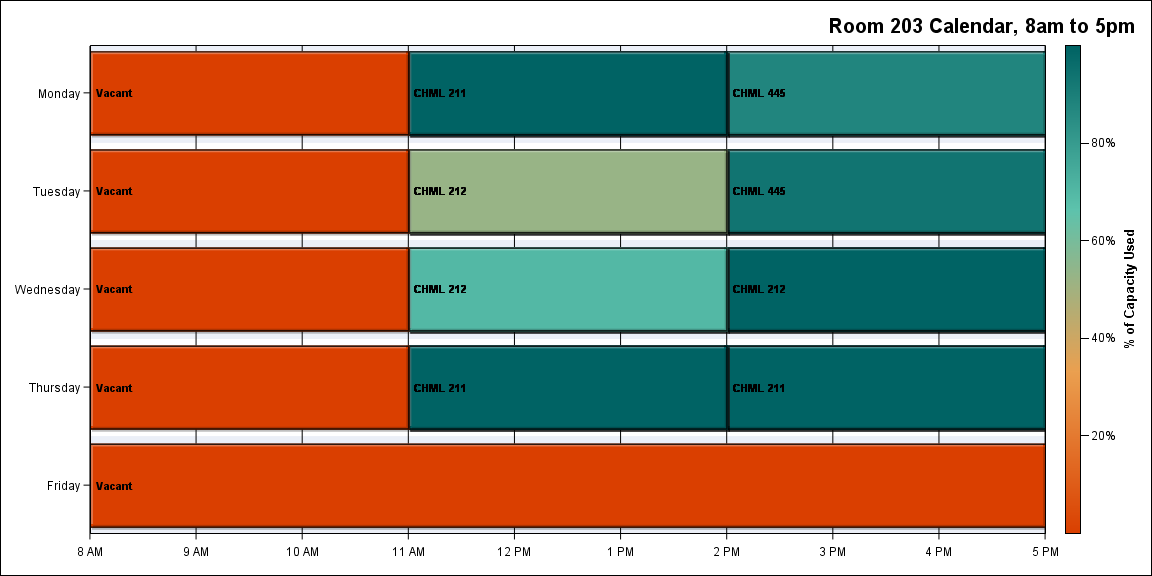 Room 203 Calendar, 8am to 5pm
Monday
Vacant
CHML 211
CHML 445
Tuesday
Vacant
CHML 212
CHML 445
Wednesday
Vacant
CHML 212
CHML 212
Thursday
Vacant
CHML 211
CHML 211
Friday
Vacant
8 AM
9 AM
10 AM
11 AM
12 PM
1 PM
2 PM
3 PM
4 PM
5 PM
80%
60%
40%
20%
% of Capacity Used